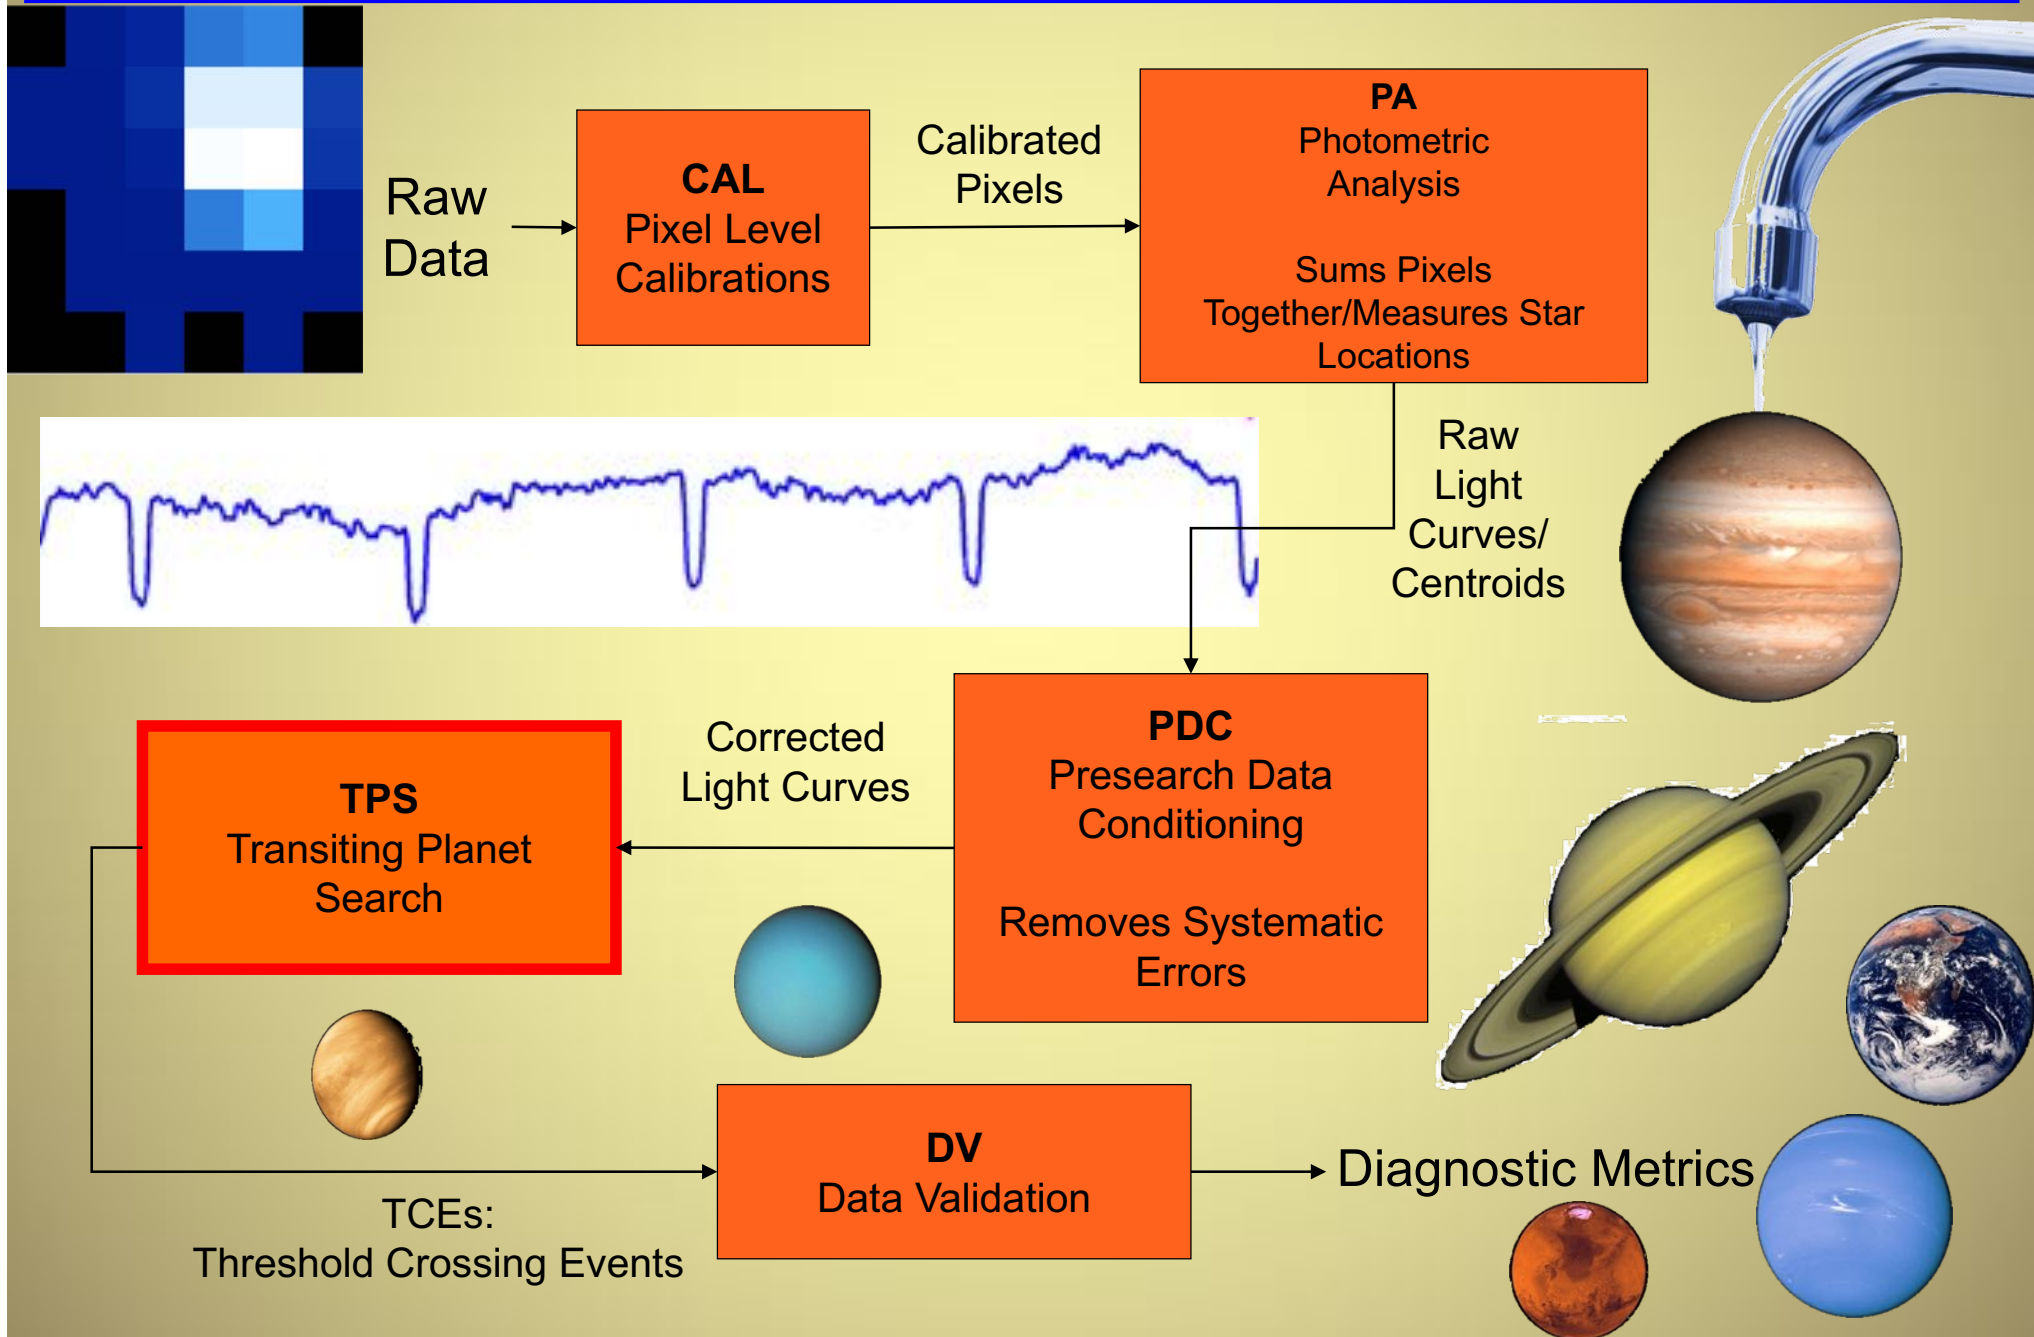 Raw
Data
CAL
Pixel Level
Calibrations
Calibrated
Pixels
PA
Photometric
Analysis
Sums Pixels
Together/Measures Star
Locations
Raw
Light
Curves/
Centroids
PDC
Presearch Data
Conditioning
Removes Systematic
Errors
Corrected
Light Curves
TPS
Transiting Planet
Search
TCEs:
Threshold Crossing Events
DV
Data Validation
Diagnostic Metrics